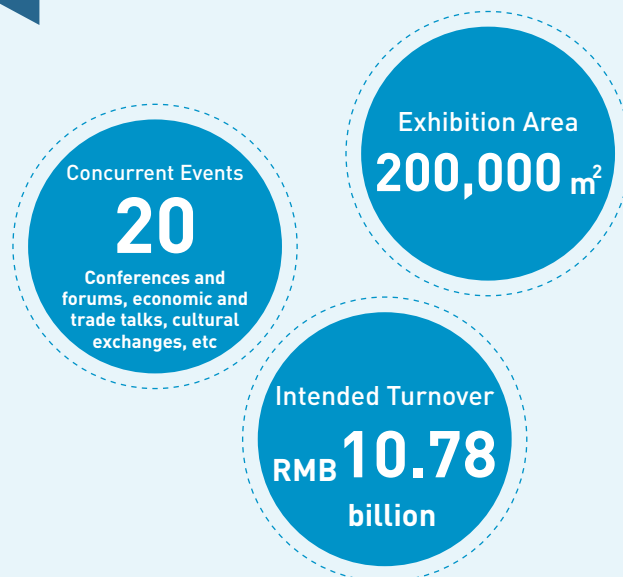 Exhibition Area
200,000 m²
Concurrent Events
20
Conferences and
forums, economic and
trade talks, cultural
exchanges, etc
Intended Turnover
RMB 10.78
billion